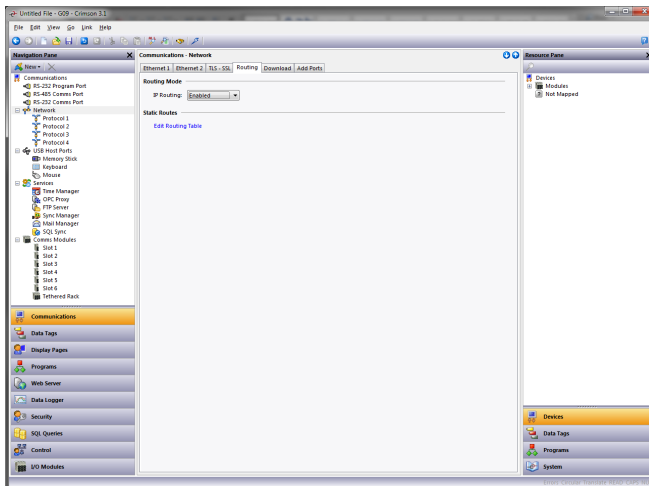 Untitled File - G09 - Crimson 3.1
File Edit View Go Link Help
Navigation Pane
New
Communications
RS-232 Program Port
RS-485 Comms Port
RS-232 Comms Port
Network
Protocol 1
Protocol 2
Protocol 3
Protocol 4
USB Host Ports
Memory Stick
Keyboard
Mouse
Services
Time Manager
OPC Proxy
FTP Server
Sync Manager
Mail Manager
SQL Sync
Comms Modules
Slot 1
Slot 2
Slot 3
Slot 4
Slot 5
Slot 6
Tethered Rack
Communications
Data Tags
Display Pages
Programs
Web Server
Data Logger
Security
SQL Queries
Control
I/O Modules
Communications - Network
Ethernet 1 Ethernet 2 TLS - SSL Routing Download Add Ports
Routing Mode
IP Routing: Enabled
Static Routes
Edit Routing Table
Resource Pane
Devices
Modules
Not Mapped
Devices
Data Tags
Programs
System
Errors Circular Translate READ CAPS